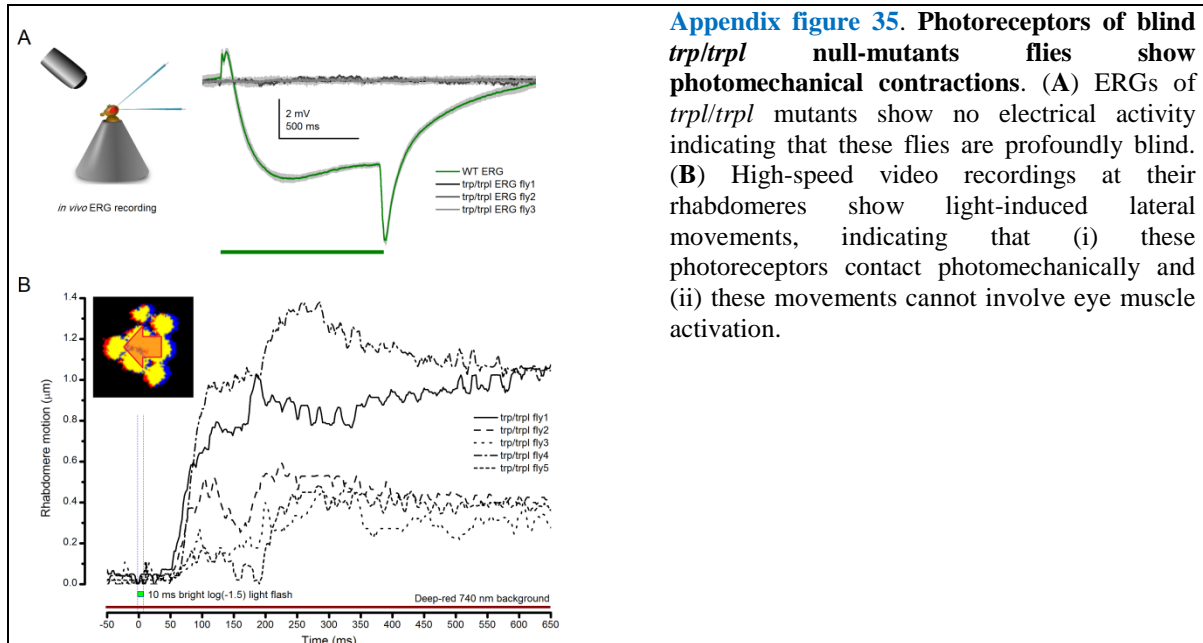 A
in vivo ERG recording
2 mV
500 ms
WT ERG
trp/trpl ERG fly1
trp/trpl ERG fly2
trp/trpl ERG fly3
B
1.4
1.2
1.0
0.8
0.6
0.4
0.2
0.0
Rhabdomere motion (μm)
trp/trpl fly1
trp/trpl fly2
trp/trpl fly3
trp/trpl fly4
trp/trpl fly5
10 ms bright log(-1.5) light flash
Deep-red 740 nm background
-50 0 50 100 150 200 250 300 350 400 450 500 550 600 650
Time (ms)
Appendix figure 35. Photoreceptors of blind
trp/trpl null-mutants flies show
photomechanical contractions. (A) ERGs of
trpl/trpl mutants show no electrical activity
indicating that these flies are profoundly blind.
(B) High-speed video recordings at their
rhabdomeres show light-induced lateral
movements, indicating that (i) these
photoreceptors contact photomechanically and
(ii) these movements cannot involve eye muscle
activation.